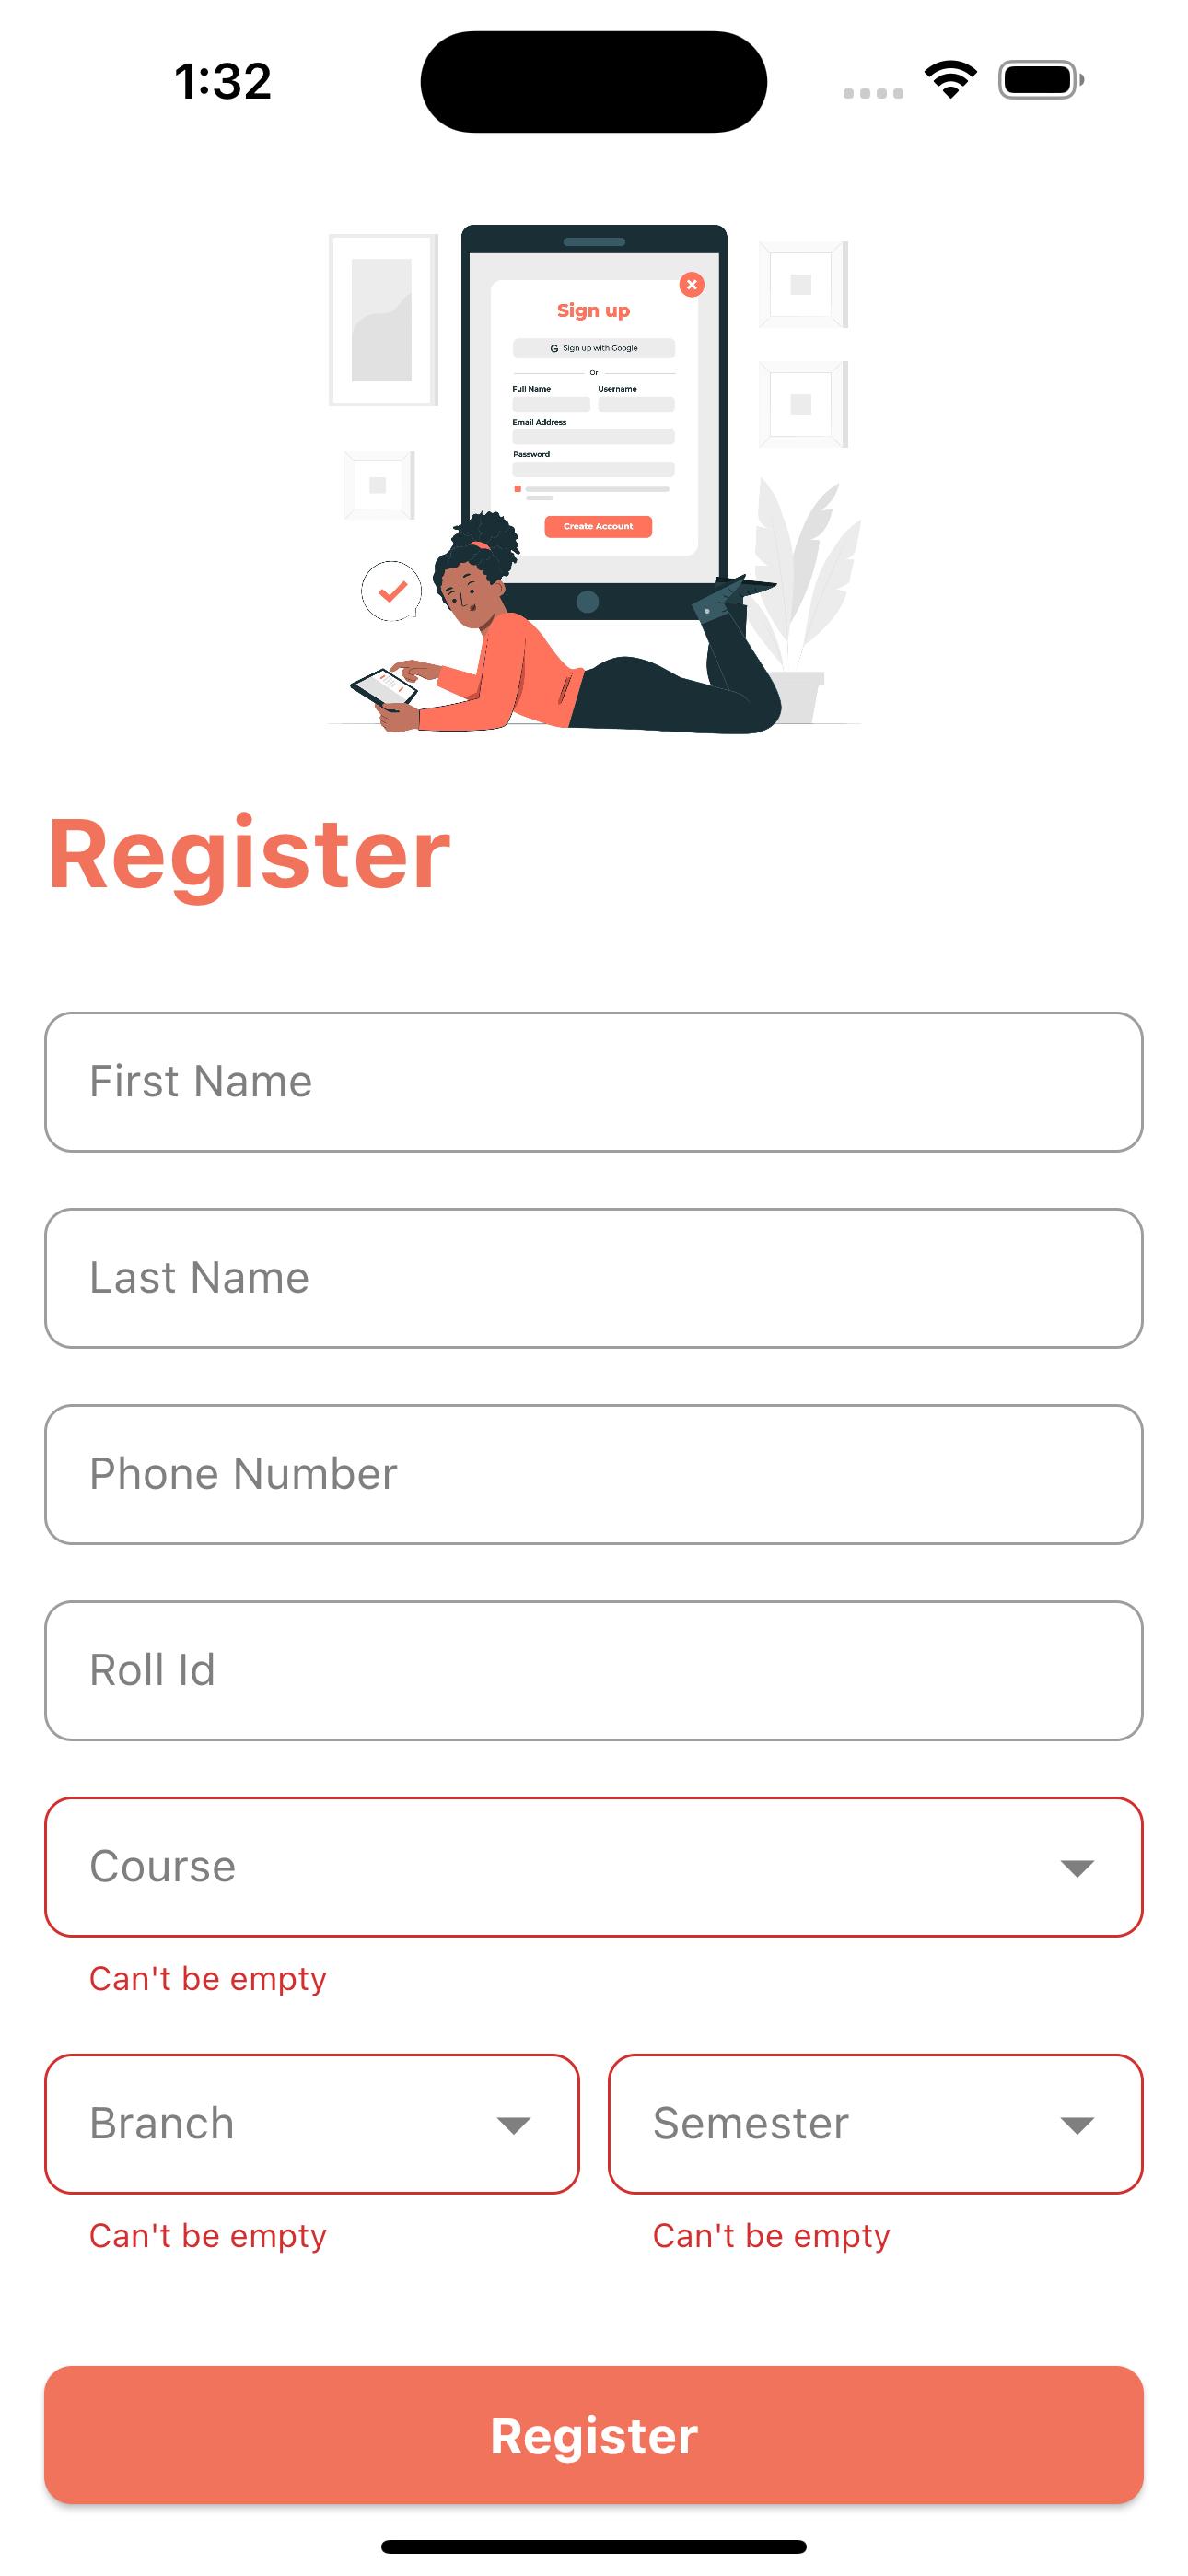 1:32
Sign up
G Sign up with Google
Or
Full Name Username
Email Address
Password
Create Account
Register
First Name
Last Name
Phone Number
Roll Id
Course
Can't be empty
Branch Semester
Can't be empty Can't be empty
Register